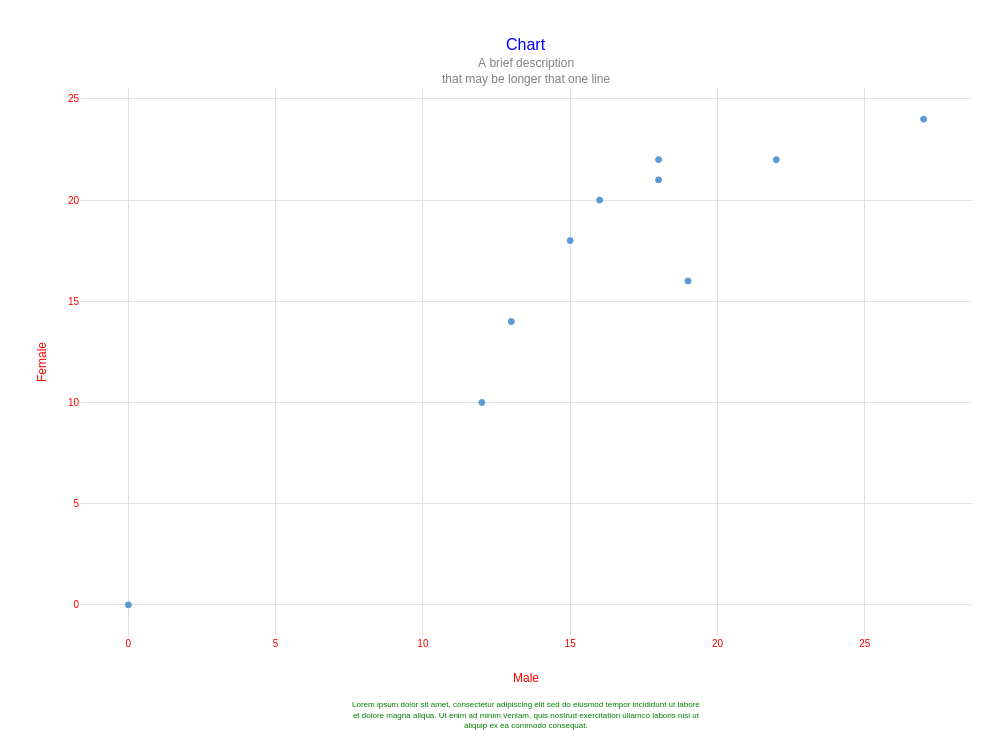 Chart
A brief description
that may be longer that one line
25
20
15
10
5
0
Female
0 5 10 15 20 25
Male
Lorem ipsum dolor sit amet, consectetur adipiscing elit sed do eiusmod tempor incididunt ut labore
et dolore magna aliqua. Ut enim ad minim veniam, quis nostrud exercitation ullamco laboris nisi ut
aliquip ex ea commodo consequat.